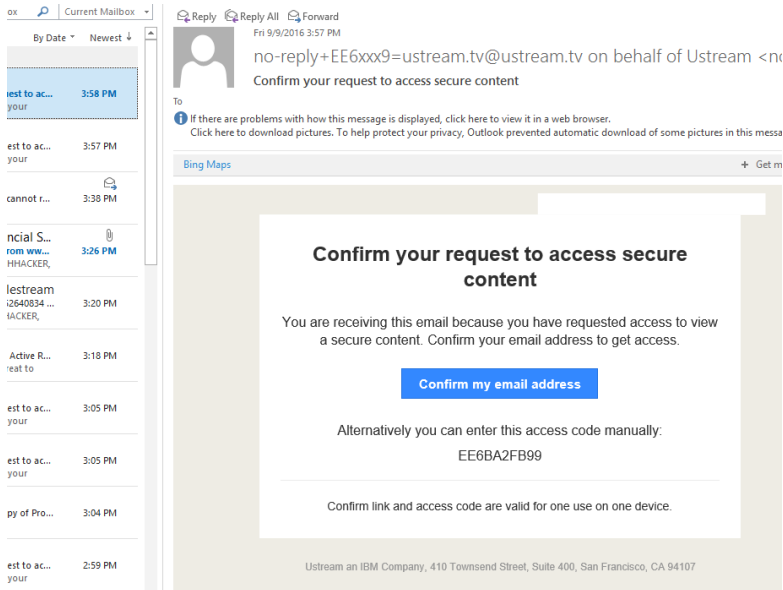 ox Current Mailbox
By Date Newest
est to ac... 3:58 PM
your
est to ac... 3:57 PM
your
cannot r... 3:38 PM
ncial S...
rom ww... 3:26 PM
HHACKER,
lestream
52640834 ... 3:20 PM
HACKER,
Active R... 3:18 PM
reat to
est to ac... 3:05 PM
your
est to ac... 3:05 PM
your
py of Pro... 3:04 PM
est to ac... 2:59 PM
your
Reply Reply All Forward
Fri 9/9/2016 3:57 PM
no-reply+EE6xxx9=ustream.tv@ustream.tv on behalf of Ustream <no
Confirm your request to access secure content
To
If there are problems with how this message is displayed, click here to view it in a web browser.
Click here to download pictures. To help protect your privacy, Outlook prevented automatic download of some pictures in this messa
Bing Maps + Get m
Confirm your request to access secure
content
You are receiving this email because you have requested access to view
a secure content. Confirm your email address to get access.
Confirm my email address
Alternatively you can enter this access code manually:
EE6BA2FB99
Confirm link and access code are valid for one use on one device.
Ustream an IBM Company, 410 Townsend Street, Suite 400, San Francisco, CA 94107